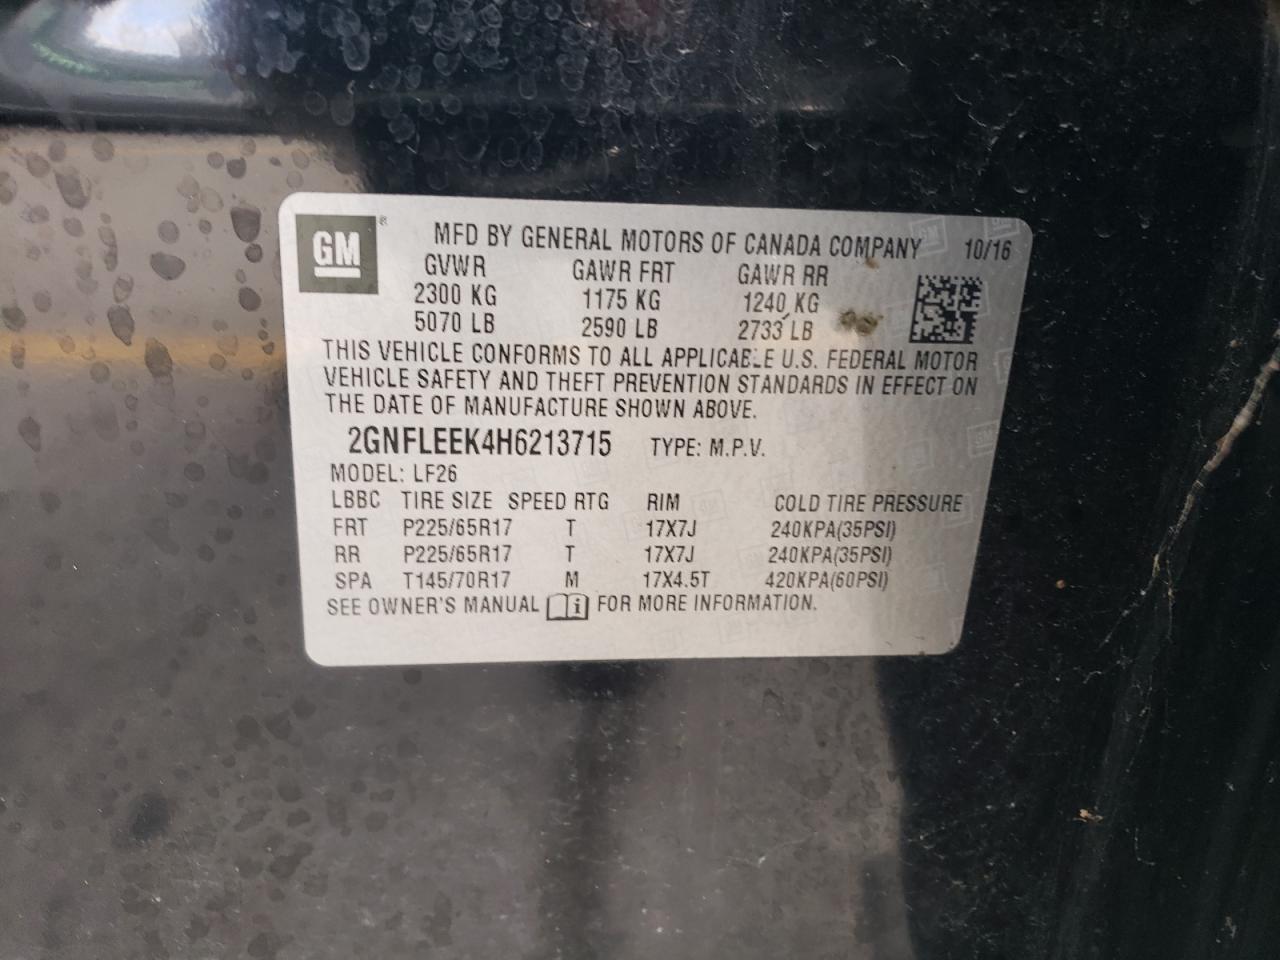 GM ® MFD BY GENERAL MOTORS OF CANADA COMPANY 10/16
GVWR GAWR FRT GAWR RR
2300 KG 1175 KG 1240 KG
5070 LB 2590 LB 2733 LB
THIS VEHICLE CONFORMS TO ALL APPLICABLE U.S. FEDERAL MOTOR
VEHICLE SAFETY AND THEFT PREVENTION STANDARDS IN EFFECT ON
THE DATE OF MANUFACTURE SHOWN ABOVE.
2GNFLEEK4H6213715 TYPE: M.P.V.
MODEL: LF26
LBBC TIRE SIZE SPEED RTG RIM COLD TIRE PRESSURE
FRT P225/65R17 T 17X7J 240KPA(35PSI)
RR P225/65R17 T 17X7J 240KPA(35PSI)
SPA T145/70R17 M 17X4.5T 420KPA(60PSI)
SEE OWNER'S MANUAL i FOR MORE INFORMATION.